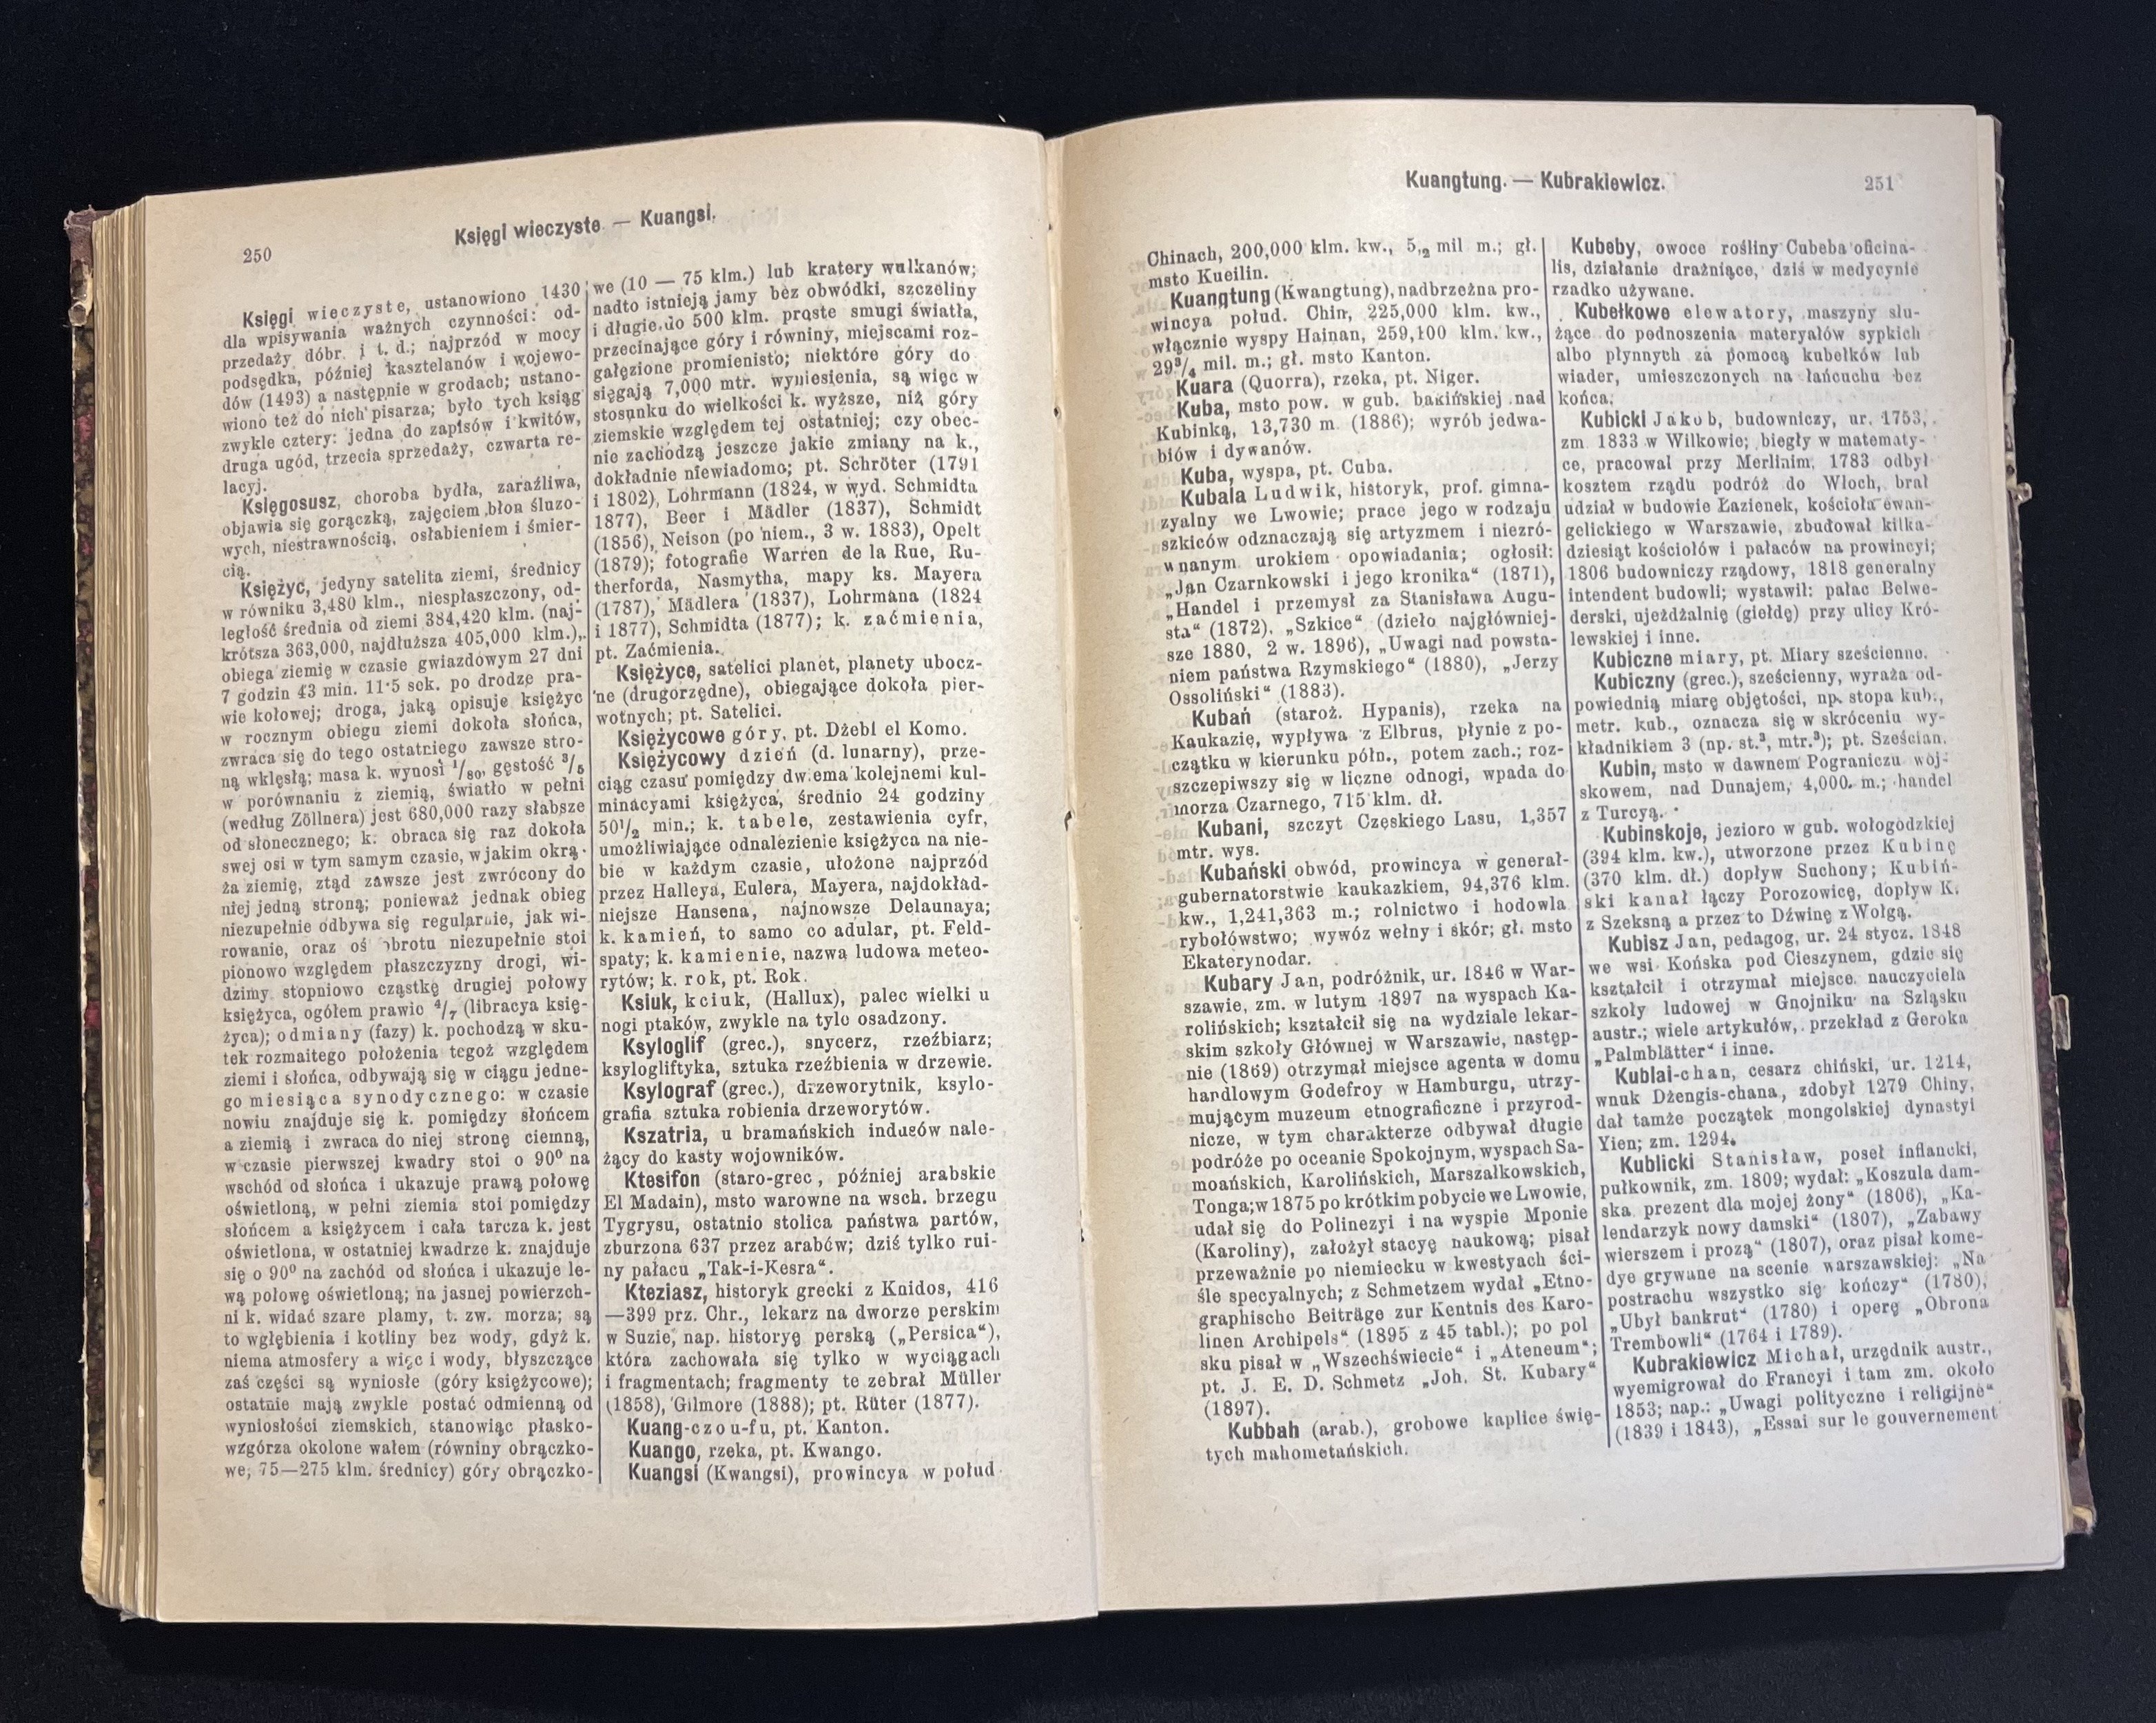 Księgi wieczyste — Kuangsi.
250
Księgi wieczyste, ustanowiono 1430
dla wpisywania ważnych czynności: od-
przedaży dóbr i t. d.; najprzód w mocy
podsędka, później kasztelanów i wojewo-
dów (1493) a następnie w grodach; ustano-
wiono też do nich pisarza; było tych ksiąg
zwykle cztery: jedna do zapisów i kwitów,
druga ugód, trzecia sprzedaży, czwarta re-
lacyj.
Księgosusz, choroba bydła, zaraźliwa,
objawia się gorączką, zajęciem błon śluzo-
wych, niestrawnością, osłabieniem i śmier-
cią.
Księżyc, jedyny satelita ziemi, średnicy
w równiku 3,480 klm., niespłaszczony, od-
ległość średnia od ziemi 384,420 klm. (naj-
krótsza 363,000, najdłuższa 405,000 klm.),
obiega ziemię w czasie gwiazdowym 27 dni
7 godzin 43 min. 11·5 sek. po drodze pra-
wie kołowej; droga, jaką opisuje księżyc
w rocznym obiegu ziemi dokoła słońca,
zwraca się do tego ostatniego zawsze stro-
ną wklęsłą; masa k. wynosi 1/80, gęstość 3/5
w porównaniu z ziemią, światło w pełni
(według Zöllnera) jest 680,000 razy słabsze
od słonecznego; k. obraca się raz dokoła
swej osi w tym samym czasie, w jakim okrą-
ża ziemię, ztąd zawsze jest zwrócony do
niej jedną stroną; ponieważ jednak obieg
niezupełnie odbywa się regularnie, jak wi-
rowanie, oraz oś obrotu niezupełnie stoi
pionowo względem płaszczyzny drogi, wi-
dzimy stopniowo cząstkę drugiej połowy
księżyca, ogółem prawie 4/7 (libracya księ-
życa); odmiany (fazy) k. pochodzą w sku-
tek rozmaitego położenia tegoż względem
ziemi i słońca, odbywają się w ciągu jedne-
go miesiąca synodycznego: w czasie
nowiu znajduje się k. pomiędzy słońcem
a ziemią i zwraca do niej stronę ciemną,
w czasie pierwszej kwadry stoi o 90⁰ na
wschód od słońca i ukazuje prawą połowę
oświetloną, w pełni ziemia stoi pomiędzy
słońcem a księżycem i cała tarcza k. jest
oświetlona, w ostatniej kwadrze k. znajduje
się o 90⁰ na zachód od słońca i ukazuje le-
wą połowę oświetloną; na jasnej powierzch-
ni k. widać szare plamy, t. zw. morza; są
to wgłębienia i kotliny bez wody, gdyż k.
niema atmosfery a więc i wody, błyszczące
zaś części są wyniosłe (góry księżycowe);
ostatnie mają zwykle postać odmienną od
wyniosłości ziemskich, stanowiąc płasko-
wzgórza okolone wałem (równiny obrączko-
we, 75—275 klm. średnicy) góry obrączko-
we (10 — 75 klm.) lub kratery wulkanów;
nadto istnieją jamy bez obwódki, szczeliny
i długie do 500 klm. proste smugi światła,
przecinające góry i równiny, miejscami roz-
gałęzione promienisto; niektóre góry do
sięgają 7,000 mtr. wyniesienia, są więc w
stosunku do wielkości k. wyższe, niż góry
ziemskie względem tej ostatniej; czy obec-
nie zachodzą jeszcze jakie zmiany na k.,
dokładnie niewiadomo; pt. Schröter (1791
i 1802), Lohrmann (1824, w wyd. Schmidta
1877), Beer i Mädler (1837), Schmidt
(1856), Neison (po niem., 3 w. 1883), Opelt
(1879); fotografie Warren de la Rue, Ru-
therforda, Nasmytha, mapy ks. Mayera
(1787), Mädlera (1837), Lohrmana (1824
i 1877), Schmidta (1877); k. zaćmienia,
pt. Zaćmienia.
Księżyce, satelici planet, planety ubocz-
ne (drugorzędne), obiegające dokoła pier-
wotnych; pt. Satelici.
Księżycowe góry, pt. Dżebl el Komo.
Księżycowy dzień (d. lunarny), prze-
ciąg czasu pomiędzy dwiema kolejnemi kul-
minacyami księżyca, średnio 24 godziny
50½ min.; k. tabele, zestawienia cyfr,
umożliwiające odnalezienie księżyca na nie-
bie w każdym czasie, ułożone najprzód
przez Halleya, Eulera, Mayera, najdokład-
niejsze Hansena, najnowsze Delaunaya;
k. kamień, to samo co adular, pt. Feld-
spaty; k. kamienie, nazwa ludowa meteo-
rytów; k. rok, pt. Rok.
Ksiuk, kciuk, (Hallux), palec wielki u
nogi ptaków, zwykle na tyle osadzony.
Ksyloglif (grec.), snycerz, rzeźbiarz;
ksylogliftyka, sztuka rzeźbienia w drzewie.
Ksylograf (grec.), drzeworytnik, ksylo-
grafia sztuka robienia drzeworytów.
Kszatria, u bramańskich indusów nale-
żący do kasty wojowników.
Ktesifon (staro-grec, później arabskie
El Madain), msto warowne na wsch. brzegu
Tygrysu, ostatnio stolica państwa partów,
zburzona 637 przez arabów; dziś tylko rui-
ny pałacu „Tak-i-Kesra“.
Kteziasz, historyk grecki z Knidos, 416
—399 prz. Chr., lekarz na dworze perskim
w Suzie, nap. historyę perską („Persica“),
która zachowała się tylko w wyciągach
i fragmentach; fragmenty te zebrał Müller
(1858), Gilmore (1888); pt. Rüter (1877).
Kuang-czou-fu, pt. Kanton.
Kuango, rzeka, pt. Kwango.
Kuangsi (Kwangsi), prowincya w połud.
Kuangtung. — Kubrakiewicz.
251
Chinach, 200,000 klm. kw., 5,2 mil m.; gł.
msto Kueilin.
Kuangtung (Kwangtung), nadbrzeżna pro-
wincya połud. Chin, 225,000 klm. kw.,
włącznie wyspy Hainan, 259,100 klm. kw.,
29¾ mil. m.; gł. msto Kanton.
Kuara (Quorra), rzeka, pt. Niger.
Kuba, msto pow. w gub. bakińskiej nad
Kubinką, 13,730 m. (1886); wyrób jedwa-
biów i dywanów.
Kuba, wyspa, pt. Cuba.
Kubala Ludwik, historyk, prof. gimna-
zyalny we Lwowie; prace jego w rodzaju
szkiców odznaczają się artyzmem i niezró-
wnanym urokiem opowiadania; ogłosił:
„Jan Czarnkowski i jego kronika“ (1871),
„Handel i przemysł za Stanisława Augu-
sta“ (1872), „Szkice“ (dzieło najgłówniej-
sze 1880, 2 w. 1896), „Uwagi nad powsta-
niem państwa Rzymskiego“ (1880), „Jerzy
Ossoliński“ (1883).
Kubań (staroż. Hypanis), rzeka na
Kaukazie, wypływa z Elbrus, płynie z po-
czątku w kierunku półn., potem zach.; roz-
szczepiwszy się w liczne odnogi, wpada do
morza Czarnego, 715 klm. dł.
Kubani, szczyt Częskiego Lasu, 1,357
mtr. wys.
Kubański obwód, prowincya w generał-
gubernatorstwie kaukazkiem, 94,376 klm.
kw., 1,241,363 m.; rolnictwo i hodowla
rybołówstwo; wywóz wełny i skór; gł. msto
Ekaterynodar.
Kubary Jan, podróżnik, ur. 1846 w War-
szawie, zm. w lutym 1897 na wyspach Ka-
rolińskich; kształcił się na wydziale lekar-
skim szkoły Głównej w Warszawie, następ-
nie (1869) otrzymał miejsce agenta w domu
handlowym Godefroy w Hamburgu, utrzy-
mującym muzeum etnograficzne i przyrod-
nicze, w tym charakterze odbywał długie
podróże po oceanie Spokojnym, wyspach Sa-
moańskich, Karolińskich, Marszałkowskich,
Tonga; w 1875 po krótkim pobycie we Lwowie,
udał się do Polinezyi i na wyspie Mponie
(Karoliny), założył stacyę naukową; pisał
przeważnie po niemiecku w kwestyach ści-
śle specyalnych; z Schmetzem wydał „Etno-
graphische Beiträge zur Kentnis des Karo-
linen Archipels“ (1895 z 45 tabl.); po pol
sku pisał w „Wszechświecie“ i „Ateneum“;
pt. J. E. D. Schmetz „Joh. St. Kubary“
(1897).
Kubbah (arab.), grobowe kaplice świę-
tych mahometańskich.
Kubeby, owoce rośliny Cubeba oficina-
lis, działanie drażniące, dziś w medycynie
rzadko używane.
Kubełkowe elewatory, maszyny słu-
żące do podnoszenia materyałów sypkich
albo płynnych za pomocą kubełków lub
wiader, umieszczonych na łańcuchu bez
końca.
Kubicki Jakob, budowniczy, ur. 1753,
zm. 1833 w Wilkowie; biegły w matematy-
ce, pracował przy Merlinim, 1783 odbył
kosztem rządu podróż do Włoch, brał
udział w budowie Łazienek, kościoła ewan-
gelickiego w Warszawie, zbudował kilka-
dziesiąt kościołów i pałaców na prowincyi;
1806 budowniczy rządowy, 1818 generalny
intendent budowli; wystawił: pałac Belwe-
derski, ujeżdżalnię (giełdę) przy ulicy Kró-
lewskiej i inne.
Kubiczne miary, pt. Miary sześcienne.
Kubiczny (grec.), sześcienny, wyraża od-
powiednią miarę objętości, np. stopa kub.,
metr. kub., oznacza się w skróceniu wy-
kładnikiem 3 (np. st.³, mtr.³); pt. Sześcian.
Kubin, msto w dawnem Pograniczu woj-
skowem, nad Dunajem, 4,000 m.; handel
z Turcyą.
Kubinskoje, jezioro w gub. wołogodzkiej
(394 klm. kw.), utworzone przez Kubinę
(370 klm. dł.) dopływ Suchony; Kubiń-
ski kanał łączy Porozowicę, dopływ K.
z Szeksną a przez to Dźwinę z Wołgą.
Kubisz Jan, pedagog, ur. 24 stycz. 1848
we wsi Końska pod Cieszynem, gdzie się
kształcił i otrzymał miejsce nauczyciela
szkoły ludowej w Gnojniku na Szląsku
austr.; wiele artykułów, przekład z Geroka
„Palmblätter“ i inne.
Kublai-chan, cesarz chiński, ur. 1214,
wnuk Dżengis-chana, zdobył 1279 Chiny,
dał tamże początek mongolskiej dynastyi
Yien; zm. 1294.
Kublicki Stanisław, poseł inflancki,
pułkownik, zm. 1809; wydał: „Koszula dam-
ska prezent dla mojej żony“ (1806), „Ka-
lendarzyk nowy damski“ (1807), „Zabawy
wierszem i prozą“ (1807), oraz pisał kome-
dye grywane na scenie warszawskiej: „Na
postrachu wszystko się kończy“ (1780),
„Ubył bankrut“ (1780) i operę „Obrona
Trembowli“ (1764 i 1789).
Kubrakiewicz Michał, urzędnik austr.,
wyemigrował do Francyi i tam zm. około
1853; nap.: „Uwagi polityczne i religijne“
(1839 i 1843), „Essai sur le gouvernement